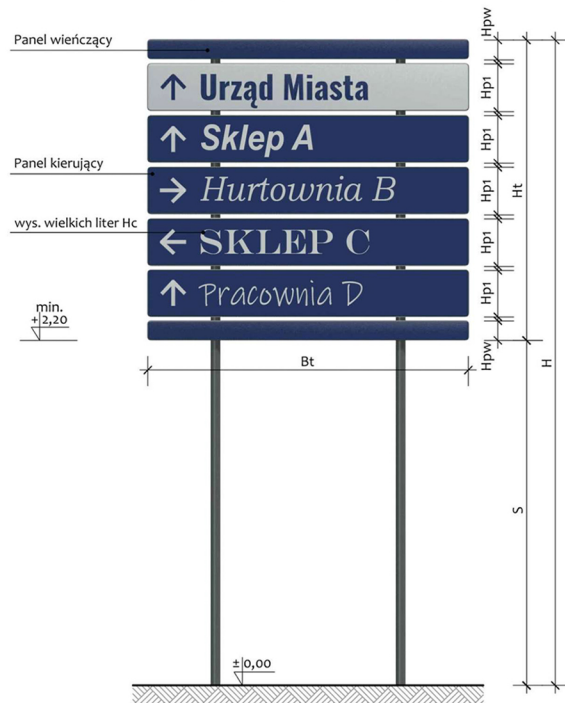 Panel wieńczący
Hpw
↑ Urząd Miasta
Hp1
↑ Sklep A
Hp1
Panel kierujący
→ Hurtownia B
Hp1
Ht
wys. wielkich liter Hc
← SKLEP C
Hp1
↑ Pracownia D
Hp1
min.
+2,20
Hpw
Bt
H
S
±0,00